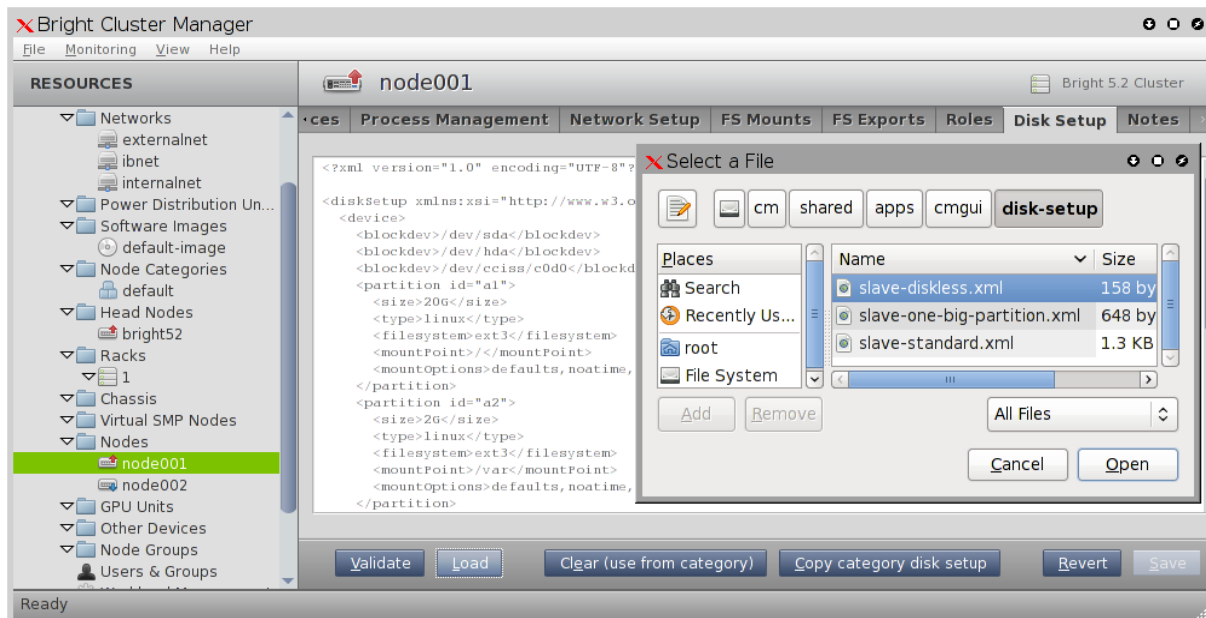 Bright Cluster Manager
File Monitoring View Help
RESOURCES
node001
Bright 5.2 Cluster
Networks
externalnet
ibnet
internalnet
Power Distribution Un...
Software Images
default-image
Node Categories
default
Head Nodes
bright52
Racks
1
Chassis
Virtual SMP Nodes
Nodes
node001
node002
GPU Units
Other Devices
Node Groups
Users & Groups
ces Process Management Network Setup FS Mounts FS Exports Roles Disk Setup Notes
<?xml version="1.0" encoding="UTF-8"?
<diskSetup xmlns:xsi="http://www.w3.o
<device>
<blockdev>/dev/sda</blockdev>
<blockdev>/dev/hda</blockdev>
<blockdev>/dev/cciss/c0d0</blockd
<partition id="a1">
<size>20G</size>
<type>linux</type>
<filesystem>ext3</filesystem>
<mountPoint>/</mountPoint>
<mountOptions>defaults,noatime,
</partition>
<partition id="a2">
<size>2G</size>
<type>linux</type>
<filesystem>ext3</filesystem>
<mountPoint>/var</mountPoint>
<mountOptions>defaults,noatime,
</partition>
Select a File
cm shared apps cmgui disk-setup
Places
Search
Recently Us...
root
File System
Name Size
slave-diskless.xml 158 by
slave-one-big-partition.xml 648 by
slave-standard.xml 1.3 KB
Add Remove
All Files
Cancel Open
Validate Load Clear (use from category) Copy category disk setup Revert Save
Ready